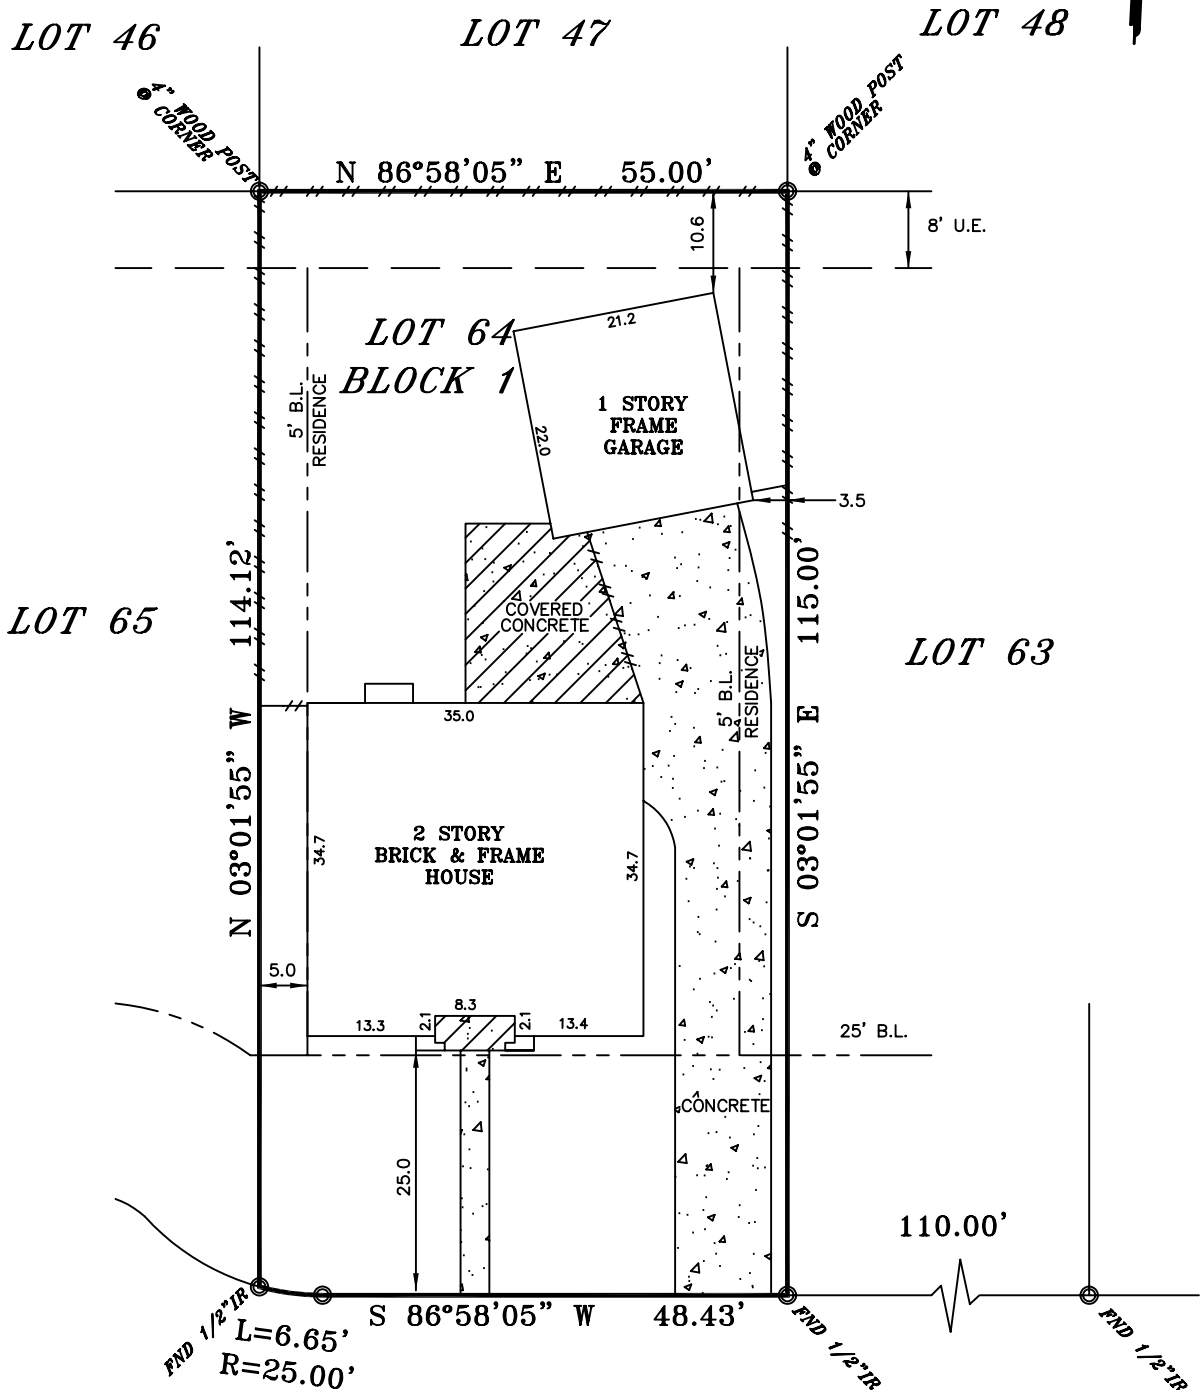 LOT 46
LOT 47
LOT 48
4" WOOD POST
@ CORNER
4" WOOD POST
@ CORNER
N 86°58'05" E 55.00'
10.6
8' U.E.
LOT 64
BLOCK 1
21.2
22.0
1 STORY
FRAME
GARAGE
5' B.L.
RESIDENCE
3.5
114.12'
115.00'
COVERED
CONCRETE
LOT 65
LOT 63
5' B.L.
RESIDENCE
35.0
N 03°01'55" W
S 03°01'55" E
34.7
2 STORY
BRICK & FRAME
HOUSE
34.7
5.0
8.3
13.3
2.1
2.1
13.4
25' B.L.
CONCRETE
25.0
110.00'
S 86°58'05" W 48.43'
FND 1/2"IR
L=6.65'
R=25.00'
FND 1/2"IR
FND 1/2"IR